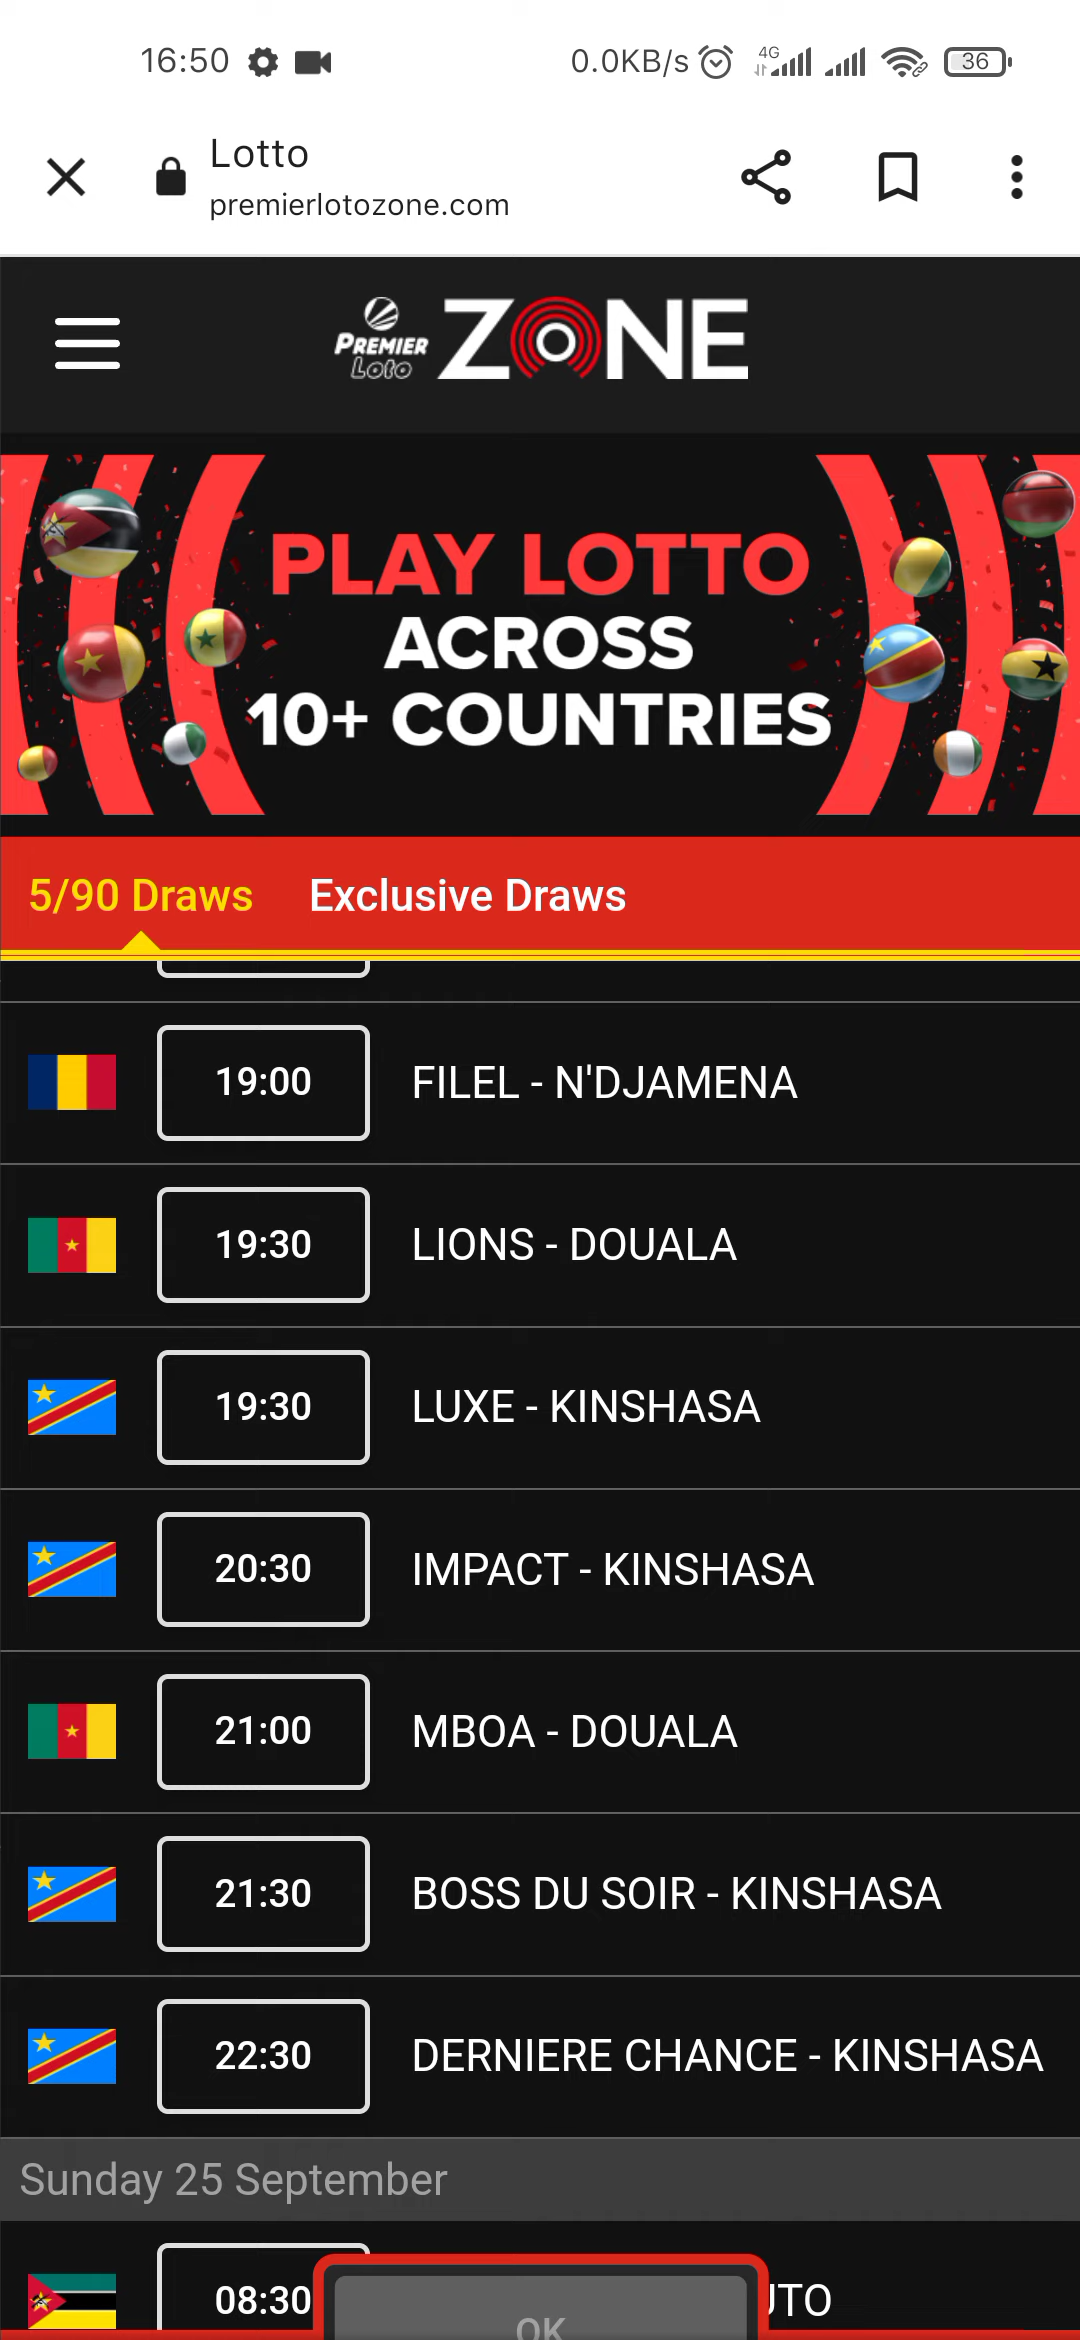 16:50
0.0KB/s
4G
36
Lotto
premierlotozone.com
PREMIER
Loto
ZONE
PLAY LOTTO
ACROSS
10+ COUNTRIES
5/90 Draws
Exclusive Draws
19:00 FILEL - N'DJAMENA
19:30 LIONS - DOUALA
19:30 LUXE - KINSHASA
20:30 IMPACT - KINSHASA
21:00 MBOA - DOUALA
21:30 BOSS DU SOIR - KINSHASA
22:30 DERNIERE CHANCE - KINSHASA
Sunday 25 September
08:30
OK